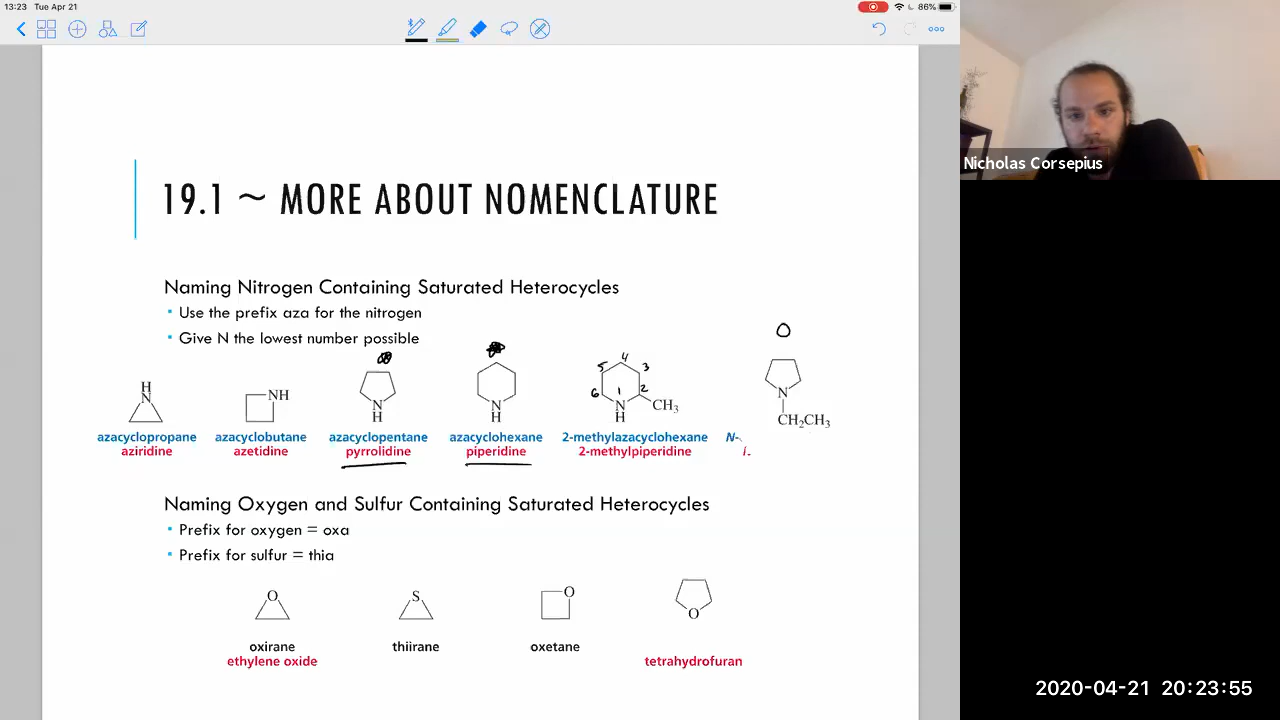 13:23 Tue Apr 21
86%
Nicholas Corsepius
19.1 ~ MORE ABOUT NOMENCLATURE
Naming Nitrogen Containing Saturated Heterocycles
• Use the prefix aza for the nitrogen
• Give N the lowest number possible
H
N
NH
N
H
N
H
5 4 3
6 1 2
N
H
CH3
N
CH2CH3
azacyclopropane azacyclobutane azacyclopentane azacyclohexane 2-methylazacyclohexane N-
aziridine azetidine pyrrolidine piperidine 2-methylpiperidine
Naming Oxygen and Sulfur Containing Saturated Heterocycles
• Prefix for oxygen = oxa
• Prefix for sulfur = thia
O S O O
oxirane thiirane oxetane
ethylene oxide tetrahydrofuran
2020-04-21 20:23:55